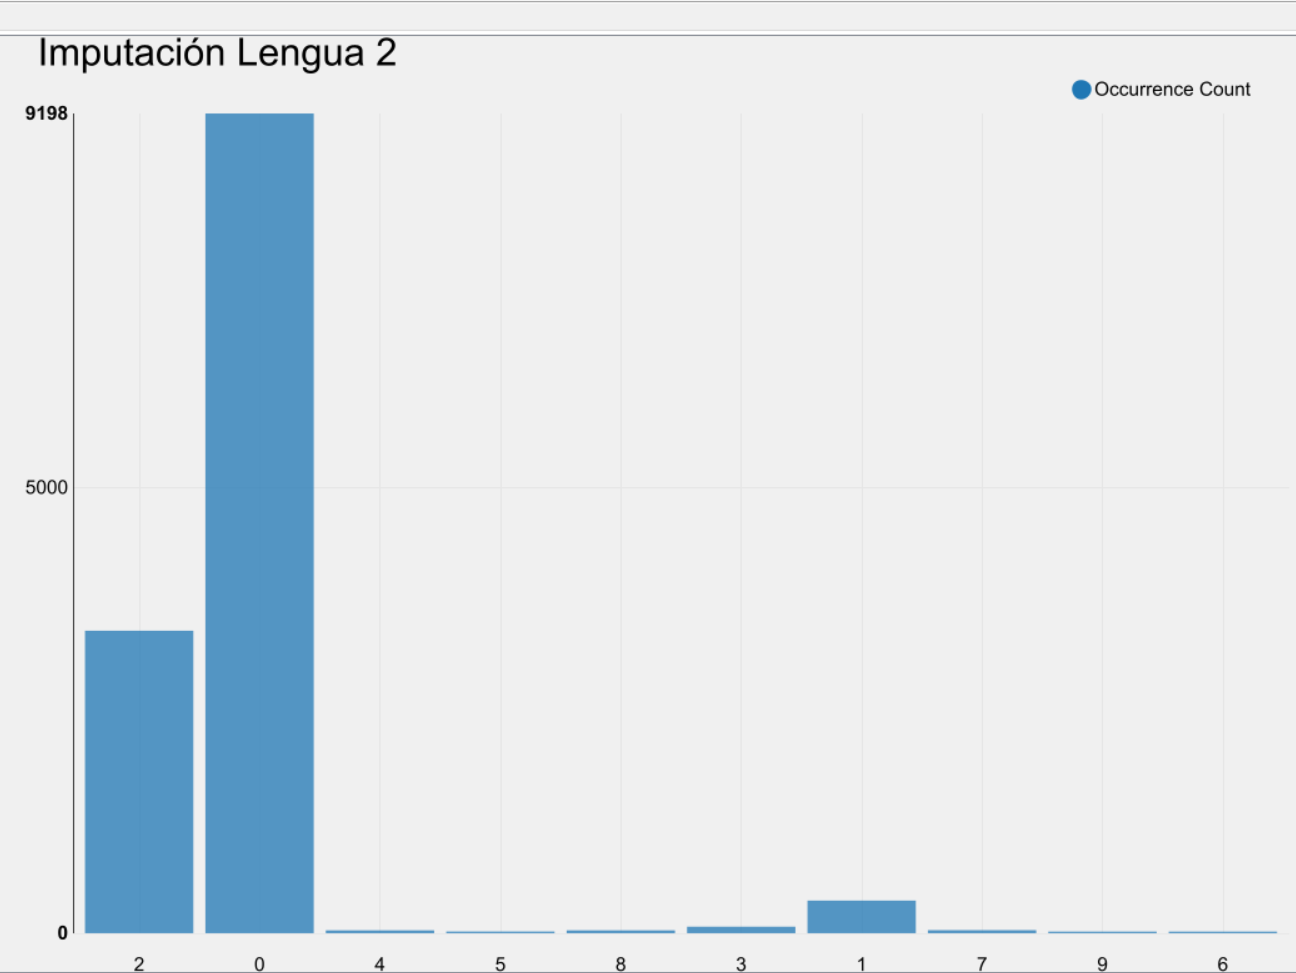 Imputación Lengua 2
Occurrence Count
9198
5000
0
2 0 4 5 8 3 1 7 9 6